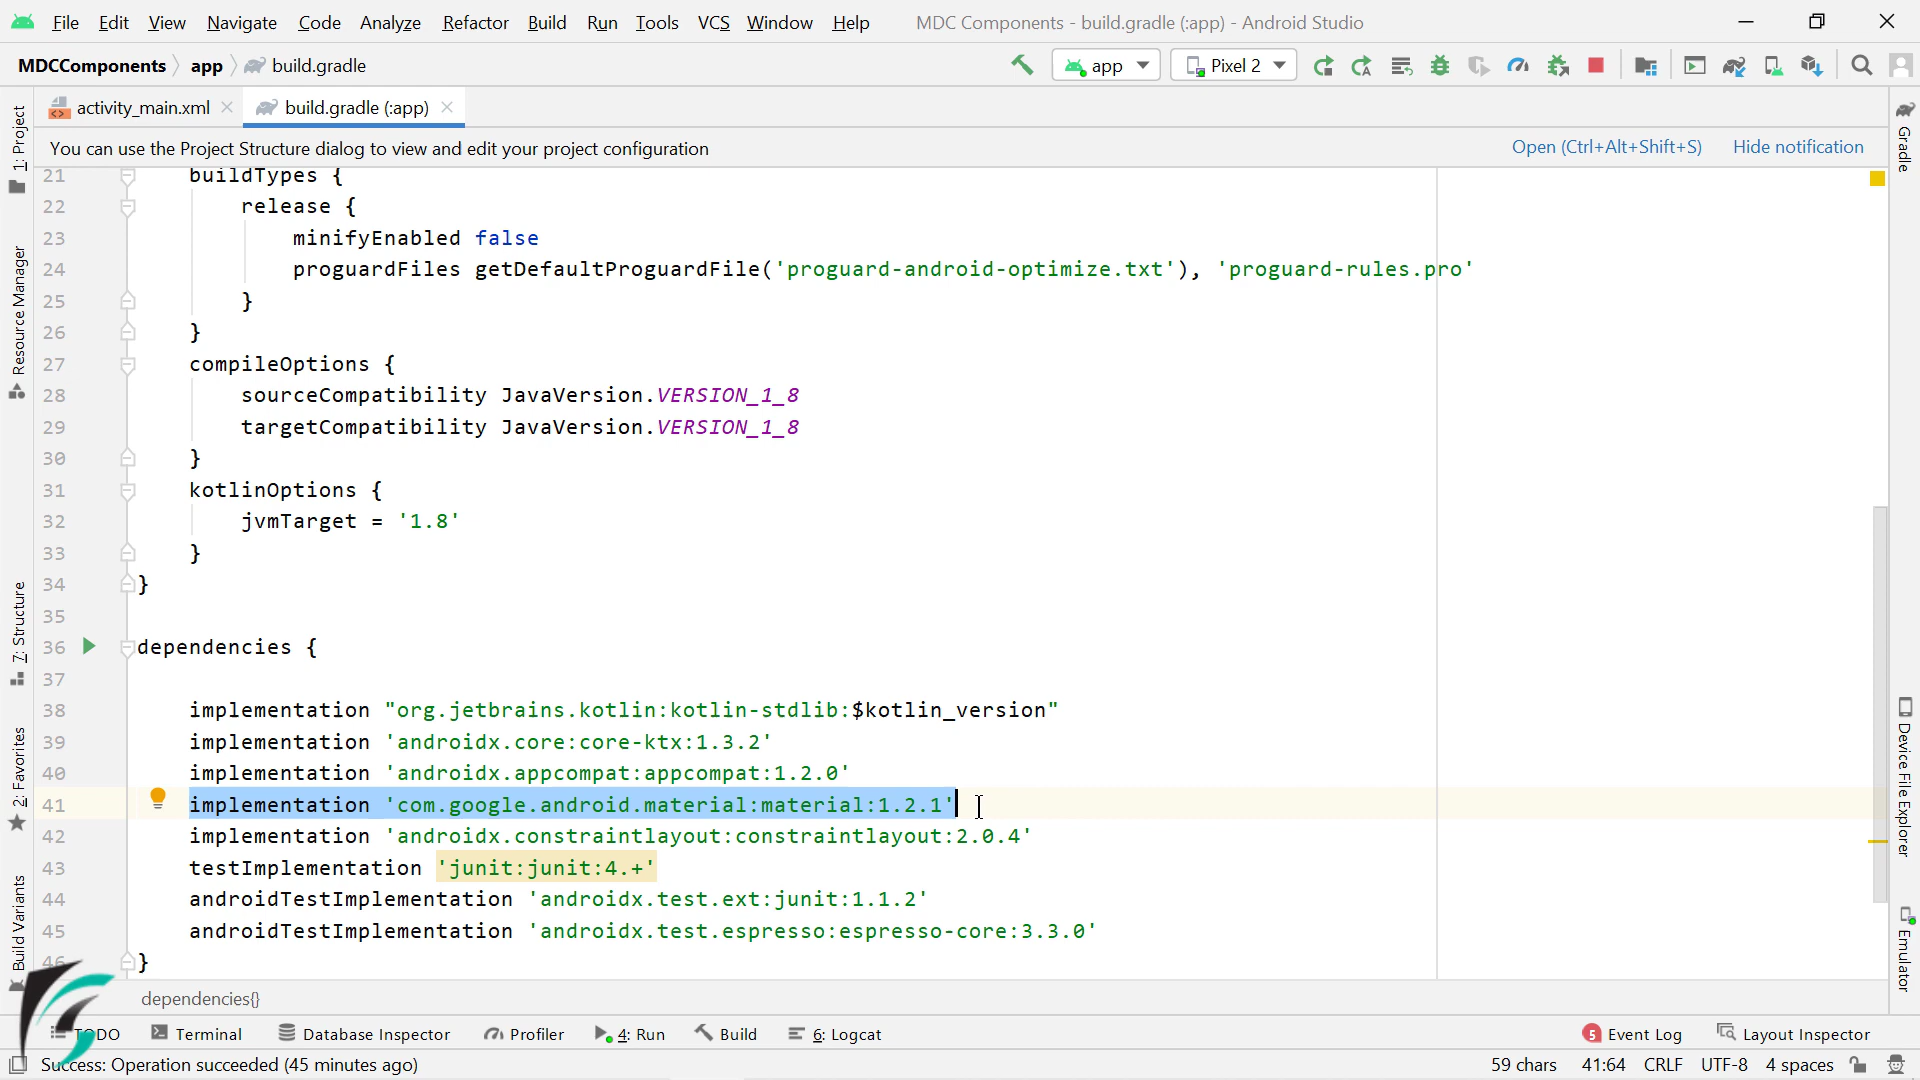 File Edit View Navigate Code Analyze Refactor Build Run Tools VCS Window Help MDC Components - build.gradle (:app) - Android Studio
MDCComponents app build.gradle app Pixel 2
activity_main.xml build.gradle (:app)
You can use the Project Structure dialog to view and edit your project configuration Open (Ctrl+Alt+Shift+S) Hide notification
1: Project
Resource Manager
7: Structure
2: Favorites
Build Variants
21 buildTypes {
22 release {
23 minifyEnabled false
24 proguardFiles getDefaultProguardFile('proguard-android-optimize.txt'), 'proguard-rules.pro'
25 }
26 }
27 compileOptions {
28 sourceCompatibility JavaVersion.VERSION_1_8
29 targetCompatibility JavaVersion.VERSION_1_8
30 }
31 kotlinOptions {
32 jvmTarget = '1.8'
33 }
34 }
35
36 dependencies {
37
38 implementation "org.jetbrains.kotlin:kotlin-stdlib:$kotlin_version"
39 implementation 'androidx.core:core-ktx:1.3.2'
40 implementation 'androidx.appcompat:appcompat:1.2.0'
41 implementation 'com.google.android.material:material:1.2.1'
42 implementation 'androidx.constraintlayout:constraintlayout:2.0.4'
43 testImplementation 'junit:junit:4.+'
44 androidTestImplementation 'androidx.test.ext:junit:1.1.2'
45 androidTestImplementation 'androidx.test.espresso:espresso-core:3.3.0'
46 }
Gradle
Device File Explorer
Emulator
dependencies{}
TODO Terminal Database Inspector Profiler 4: Run Build 6: Logcat 5 Event Log Layout Inspector
Success: Operation succeeded (45 minutes ago) 59 chars 41:64 CRLF UTF-8 4 spaces